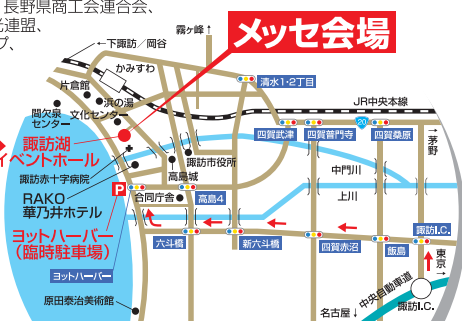 長野県商工会連合会、
光連盟、
プ、
霧ヶ峰↑
メッセ会場
←下諏訪／岡谷
かみすわ
片倉館
浜の湯
間欠泉
センター
文化センター
清水1・2丁目
JR中央本線
20
四賀武津
四賀普門寺
四賀桑原
→茅野
諏訪湖
イベントホール
諏訪赤十字病院
諏訪市役所
高島城
中門川
上川
RAKO
華乃井ホテル
P
合同庁舎
高島4
ヨットハーバー
(臨時駐車場)
六斗橋
新六斗橋
四賀赤沼
飯島
諏訪I.C.
東京→
ヨットハーバー
中央自動車道
諏訪I.C.
名古屋↓
原田泰治美術館